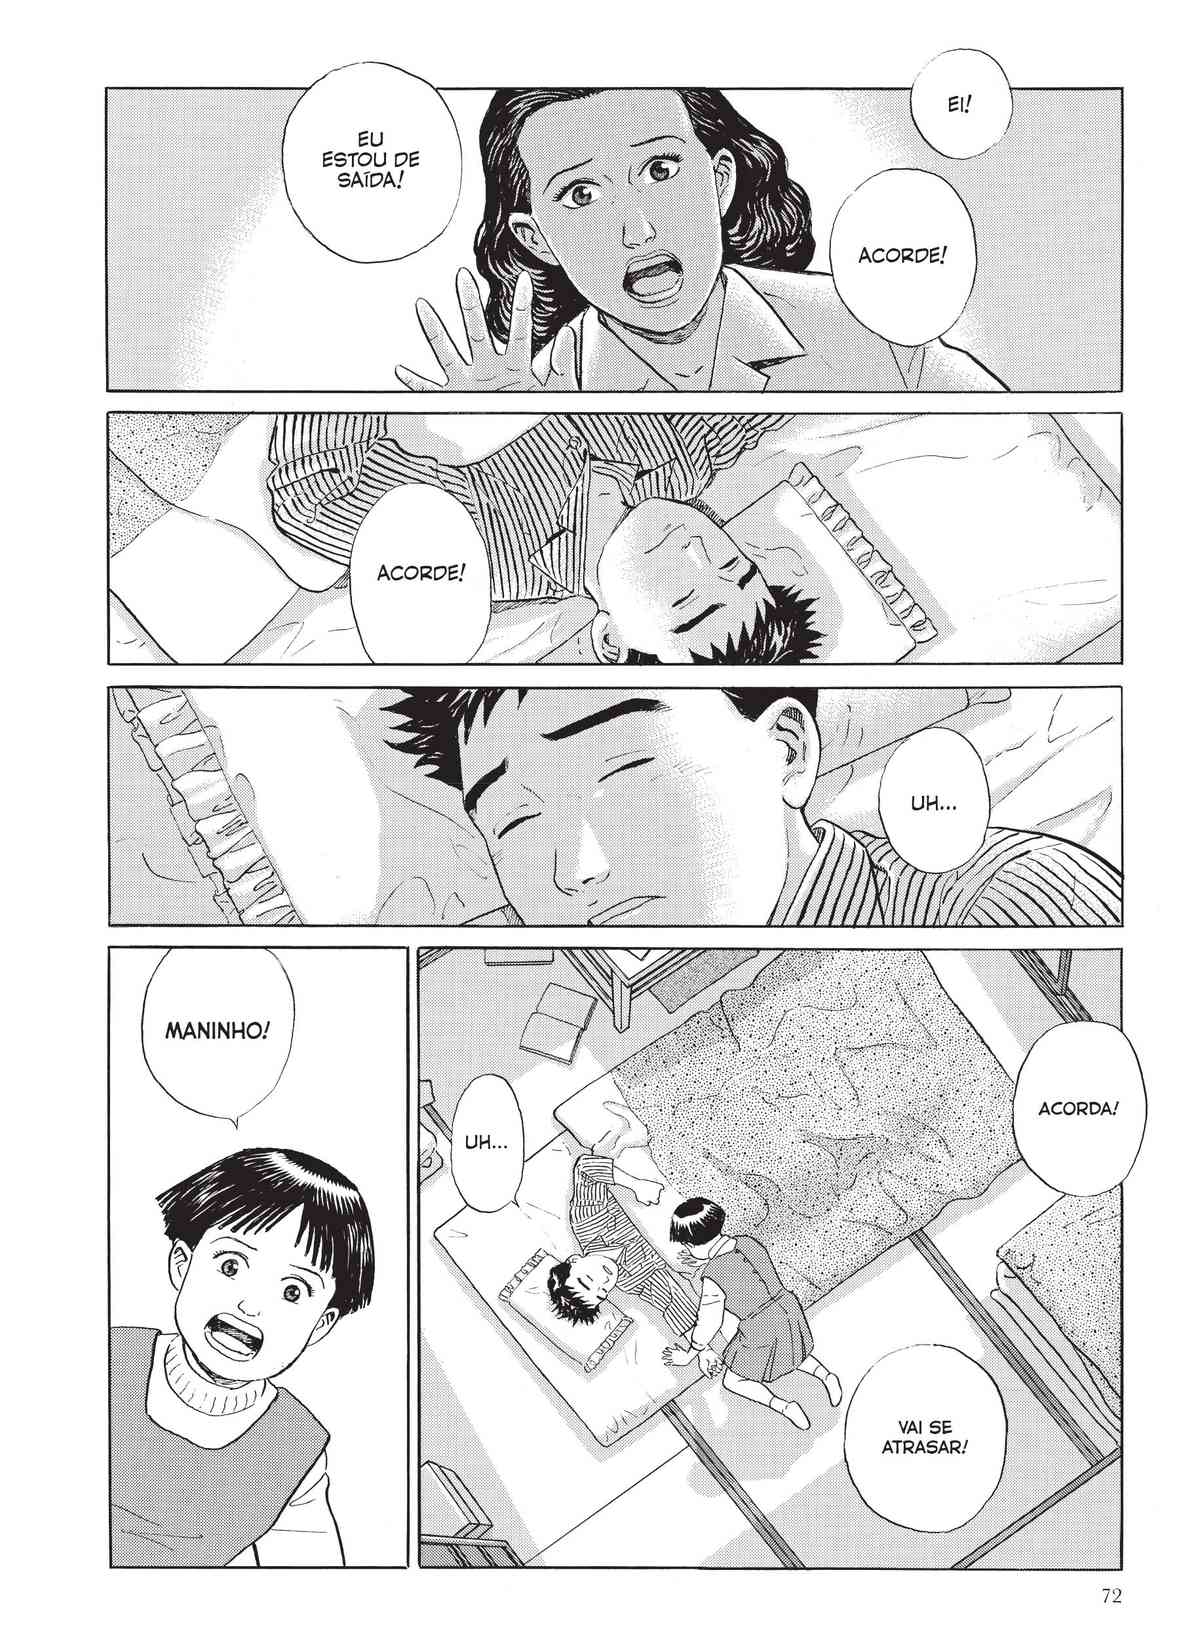 EI!
ACORDE!
EU
ESTOU DE
SAÍDA!
ACORDE!
UH...
ACORDA!
UH...
VAI SE
ATRASAR!
MANINHO!
72